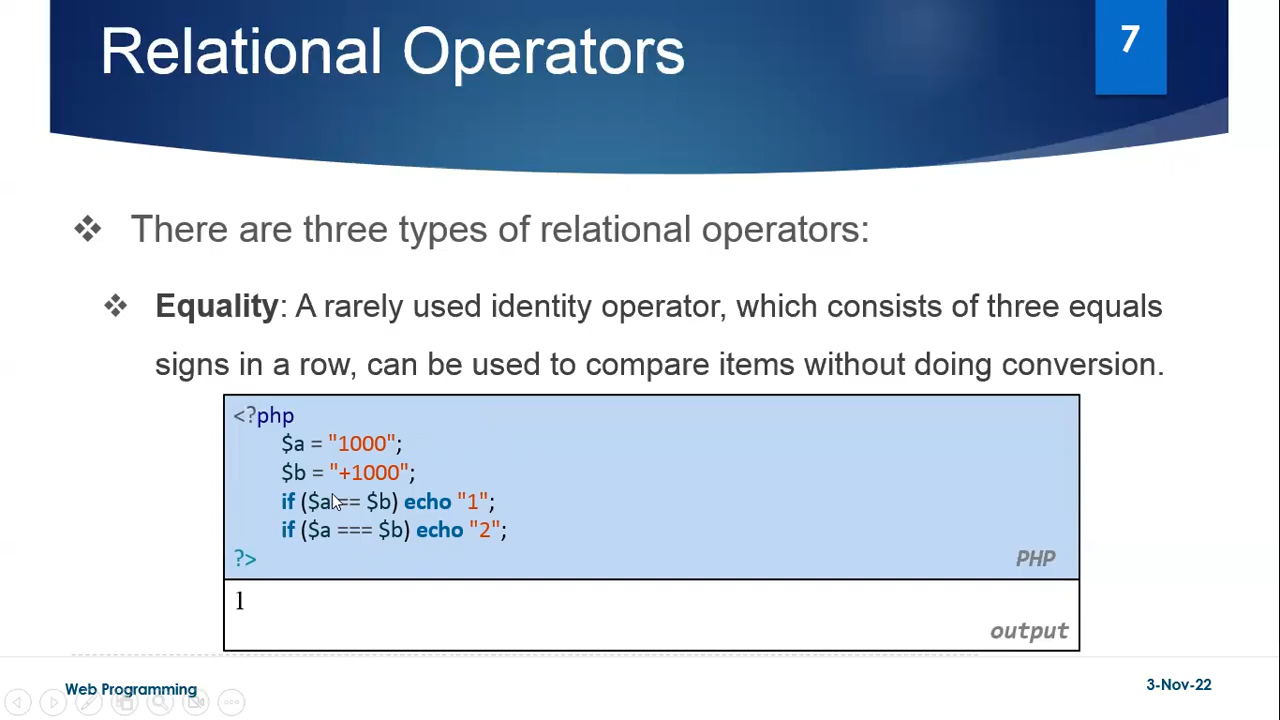 Relational Operators
7
❖ There are three types of relational operators:
❖ Equality: A rarely used identity operator, which consists of three equals
signs in a row, can be used to compare items without doing conversion.
<?php
$a = "1000";
$b = "+1000";
if ($a == $b) echo "1";
if ($a === $b) echo "2";
?>
PHP
1
output
Web Programming
3-Nov-22